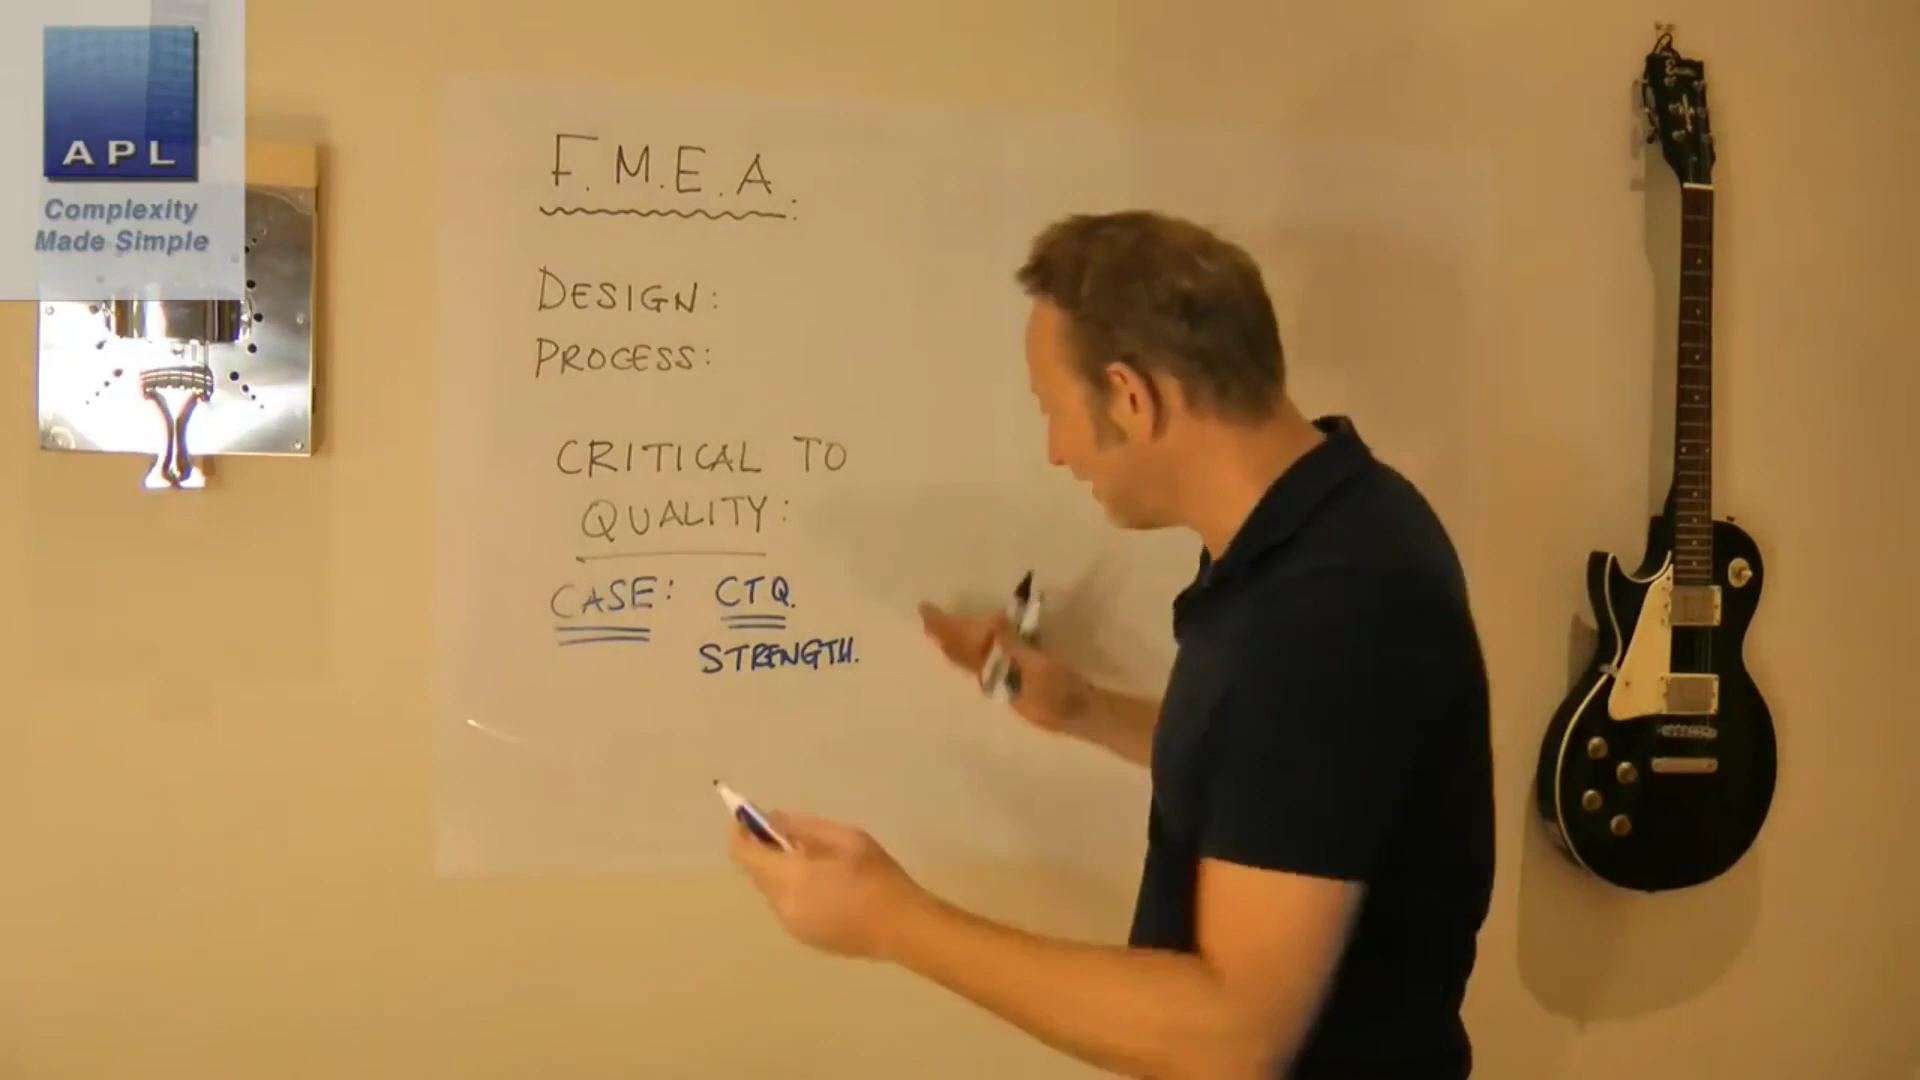 APL
Complexity
Made Simple
F.M.E.A.:
DESIGN:
PROCESS:
CRITICAL TO
QUALITY:
CASE: CTQ.
STRENGTH.